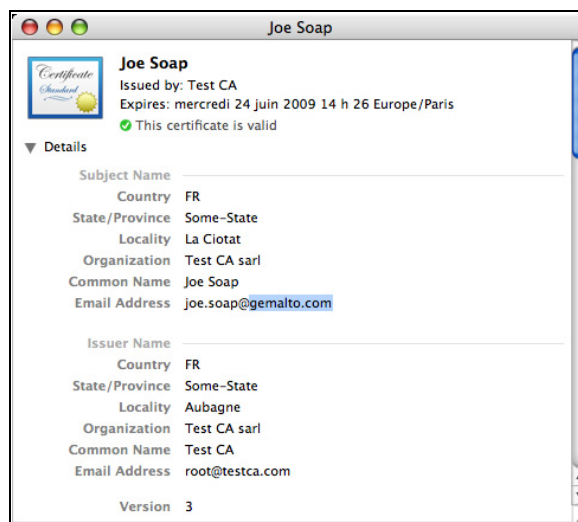 Joe Soap
Certificate
Standard
Joe Soap
Issued by: Test CA
Expires: mercredi 24 juin 2009 14 h 26 Europe/Paris
This certificate is valid
Details
Subject Name
Country FR
State/Province Some-State
Locality La Ciotat
Organization Test CA sarl
Common Name Joe Soap
Email Address joe.soap@gemalto.com
Issuer Name
Country FR
State/Province Some-State
Locality Aubagne
Organization Test CA sarl
Common Name Test CA
Email Address root@testca.com
Version 3